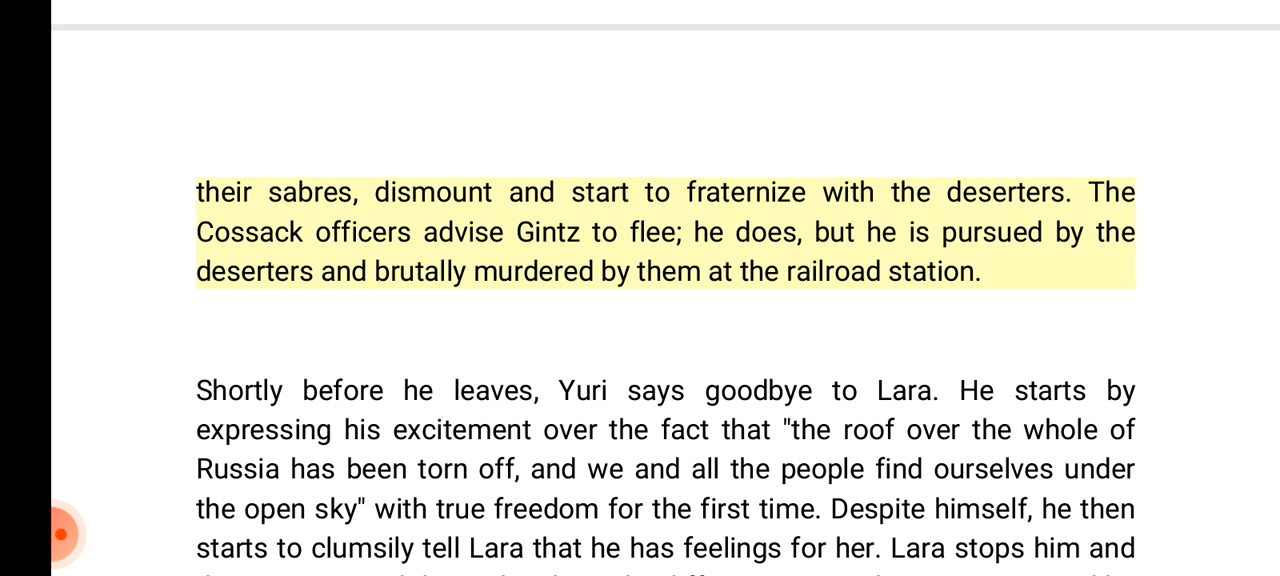 their sabres, dismount and start to fraternize with the deserters. The
Cossack officers advise Gintz to flee; he does, but he is pursued by the
deserters and brutally murdered by them at the railroad station.
Shortly before he leaves, Yuri says goodbye to Lara. He starts by
expressing his excitement over the fact that "the roof over the whole of
Russia has been torn off, and we and all the people find ourselves under
the open sky" with true freedom for the first time. Despite himself, he then
starts to clumsily tell Lara that he has feelings for her. Lara stops him and